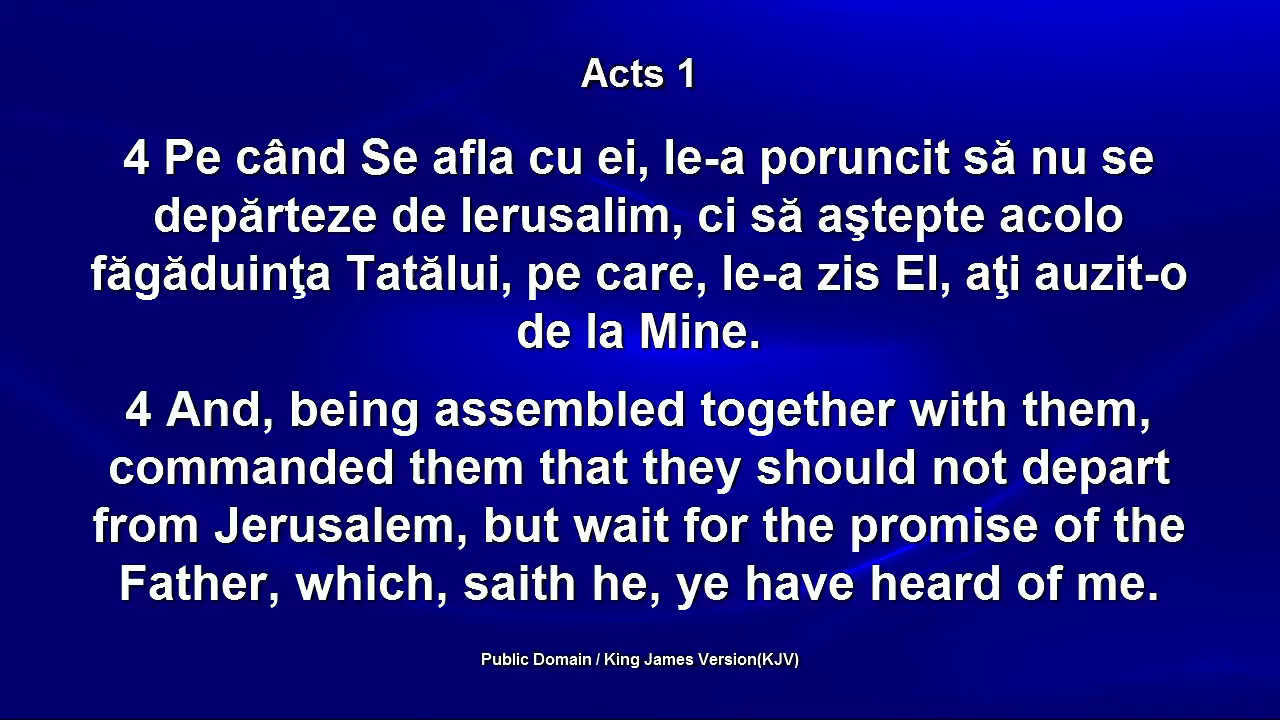 Acts 1
4 Pe când Se afla cu ei, le-a poruncit să nu se
depărteze de Ierusalim, ci să aştepte acolo
făgăduinţa Tatălui, pe care, le-a zis El, aţi auzit-o
de la Mine.
4 And, being assembled together with them,
commanded them that they should not depart
from Jerusalem, but wait for the promise of the
Father, which, saith he, ye have heard of me.
Public Domain / King James Version(KJV)